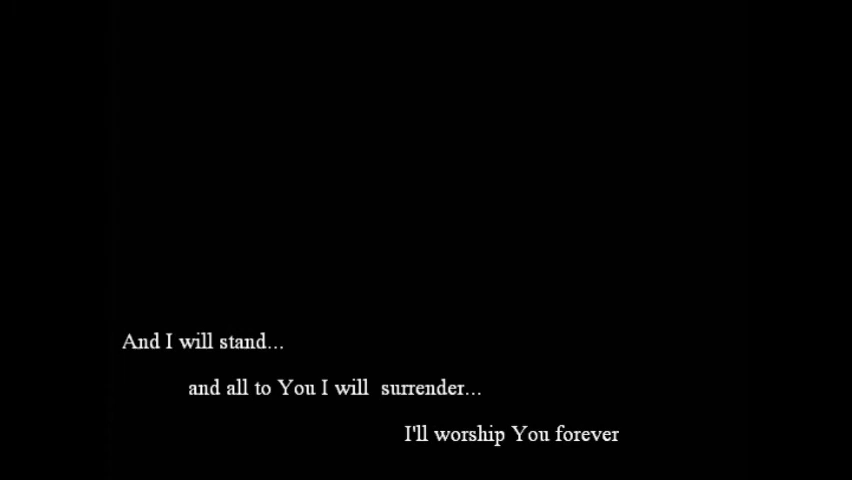 And I will stand...
and all to You I will  surrender...
I'll worship You forever